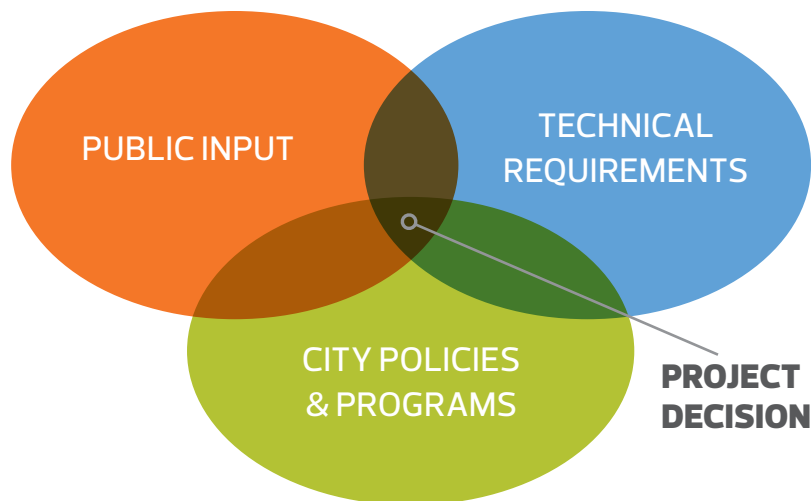 PUBLIC INPUT
TECHNICAL
REQUIREMENTS
CITY POLICIES
& PROGRAMS
PROJECT
DECISION